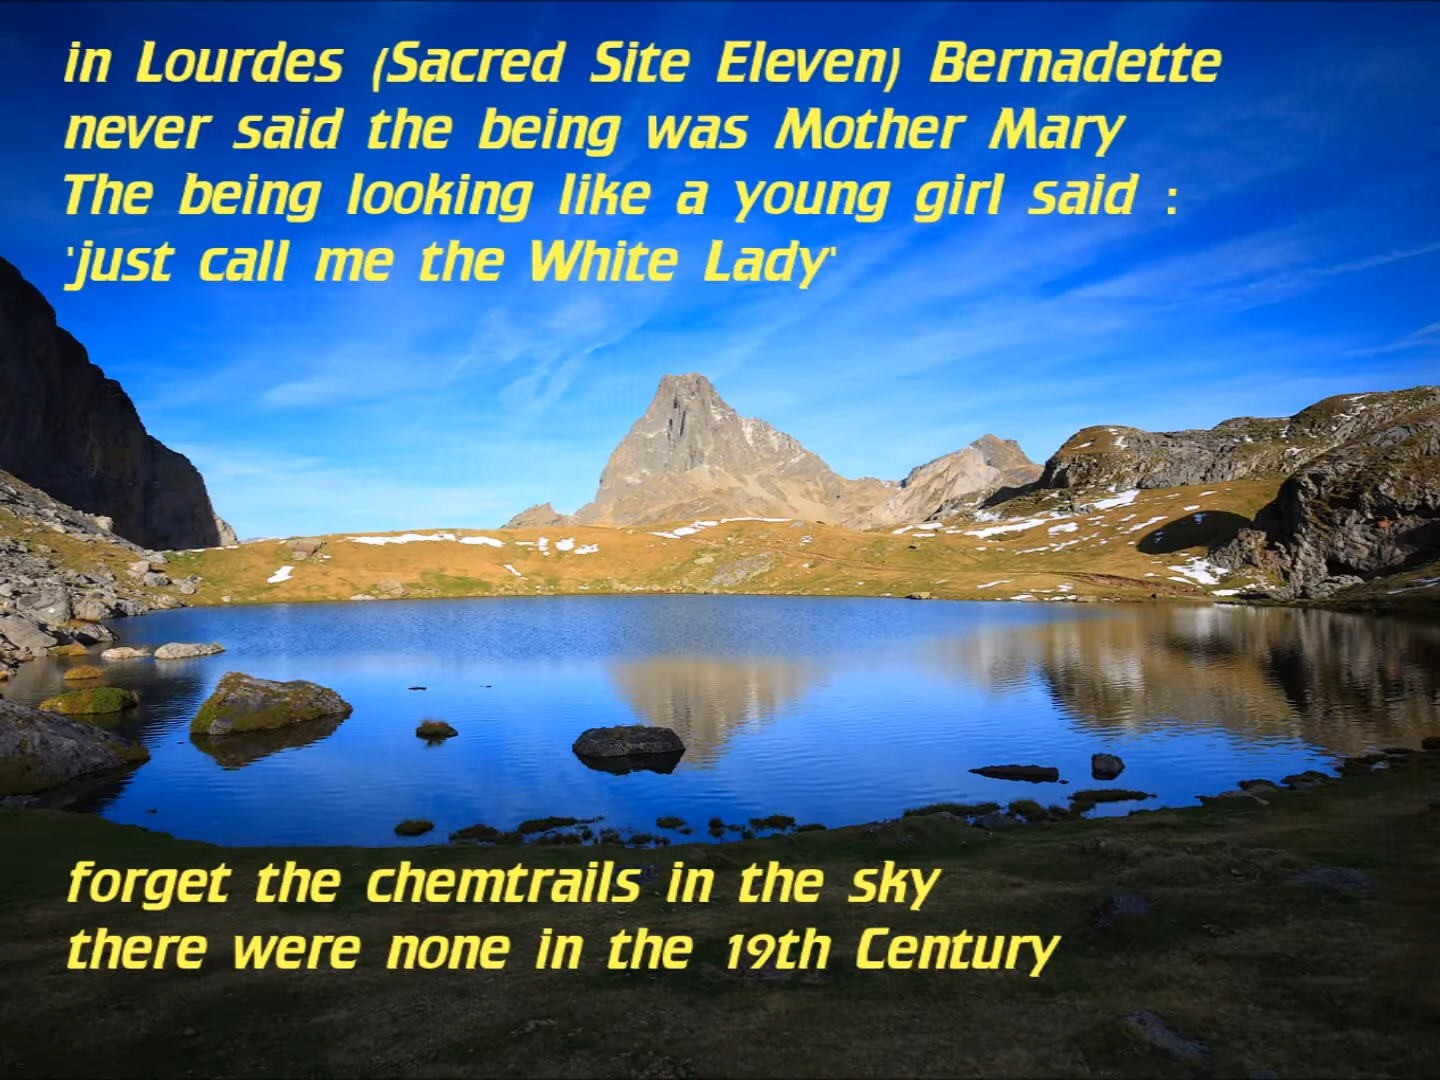 in Lourdes (Sacred Site Eleven) Bernadette
never said the being was Mother Mary
The being looking like a young girl said :
'just call me the White Lady'
forget the chemtrails in the sky
there were none in the 19th Century